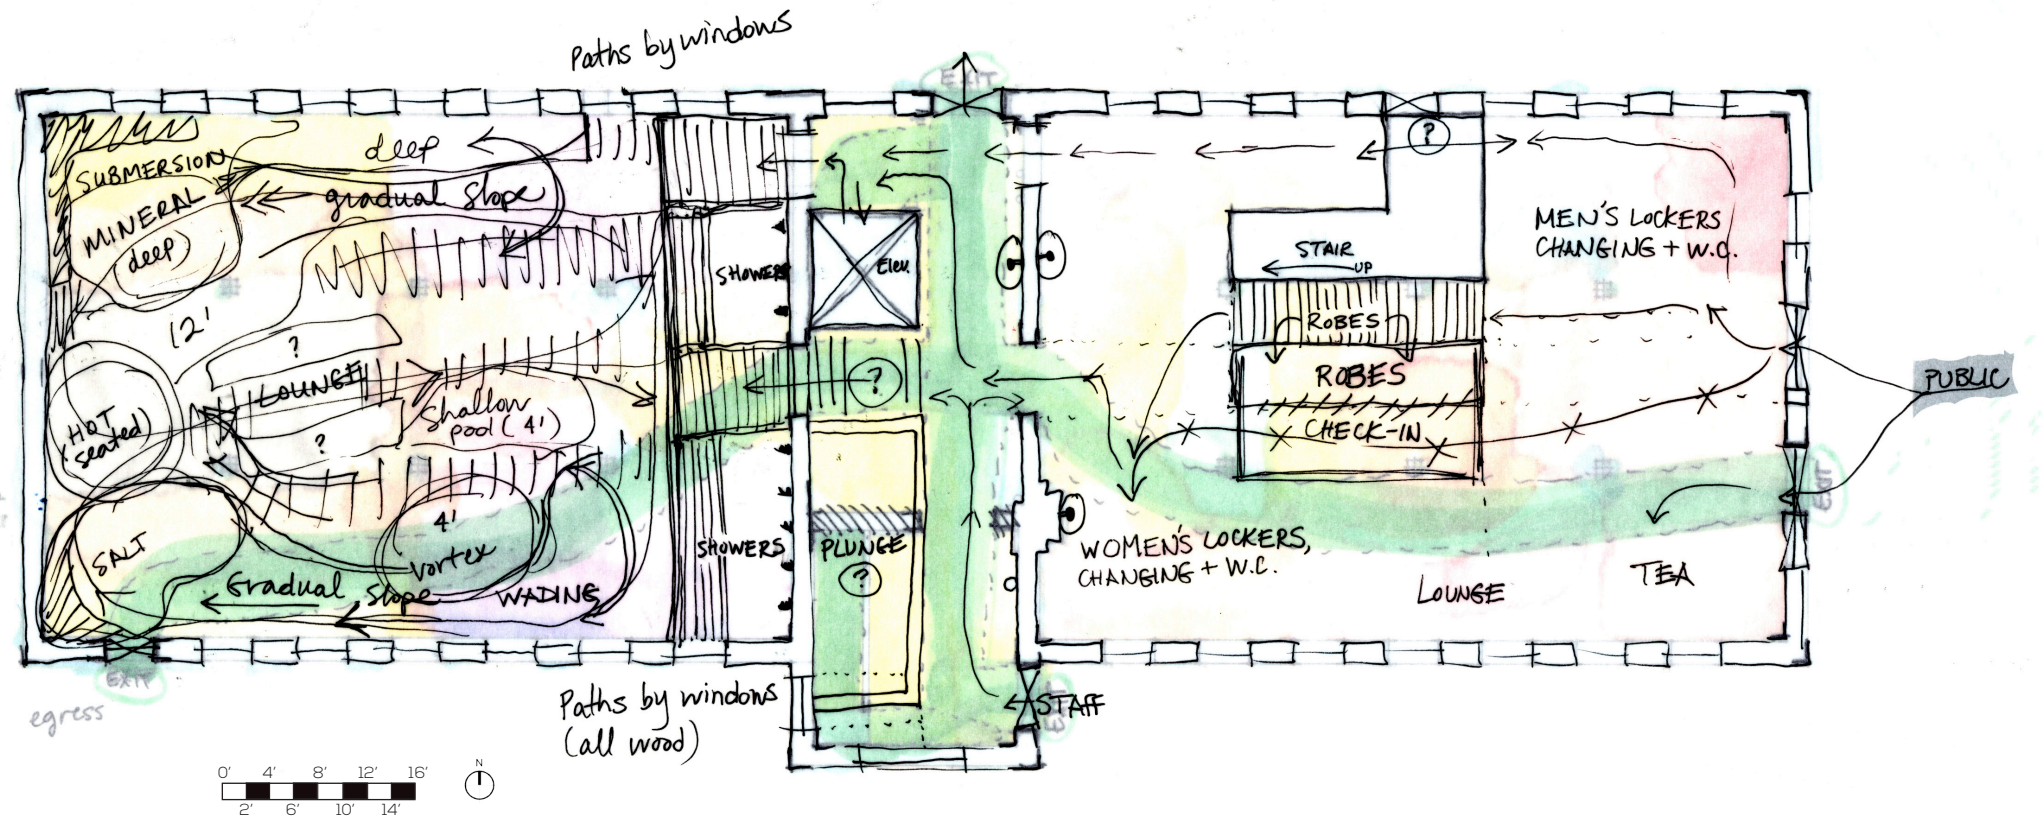 Paths by windows
EXIT
deep
SUBMERSION
gradual slope
MINERAL
deep
12'
?
LOUNGE
?
HOT
(seated)
Shallow
pool (4')
SALT
4'
vortex
Gradual slope
WADING
SHOWERS
SHOWERS
Elev.
?
PLUNGE
?
?
STAIR
UP
MEN'S LOCKERS
CHANGING + W.C.
ROBES
ROBES
CHECK-IN
PUBLIC
WOMEN'S LOCKERS,
CHANGING + W.C.
LOUNGE
TEA
EXIT
EXIT
egress
Paths by windows
(all wood)
STAFF
EXIT
0' 4' 8' 12' 16'
2' 6' 10' 14'
N